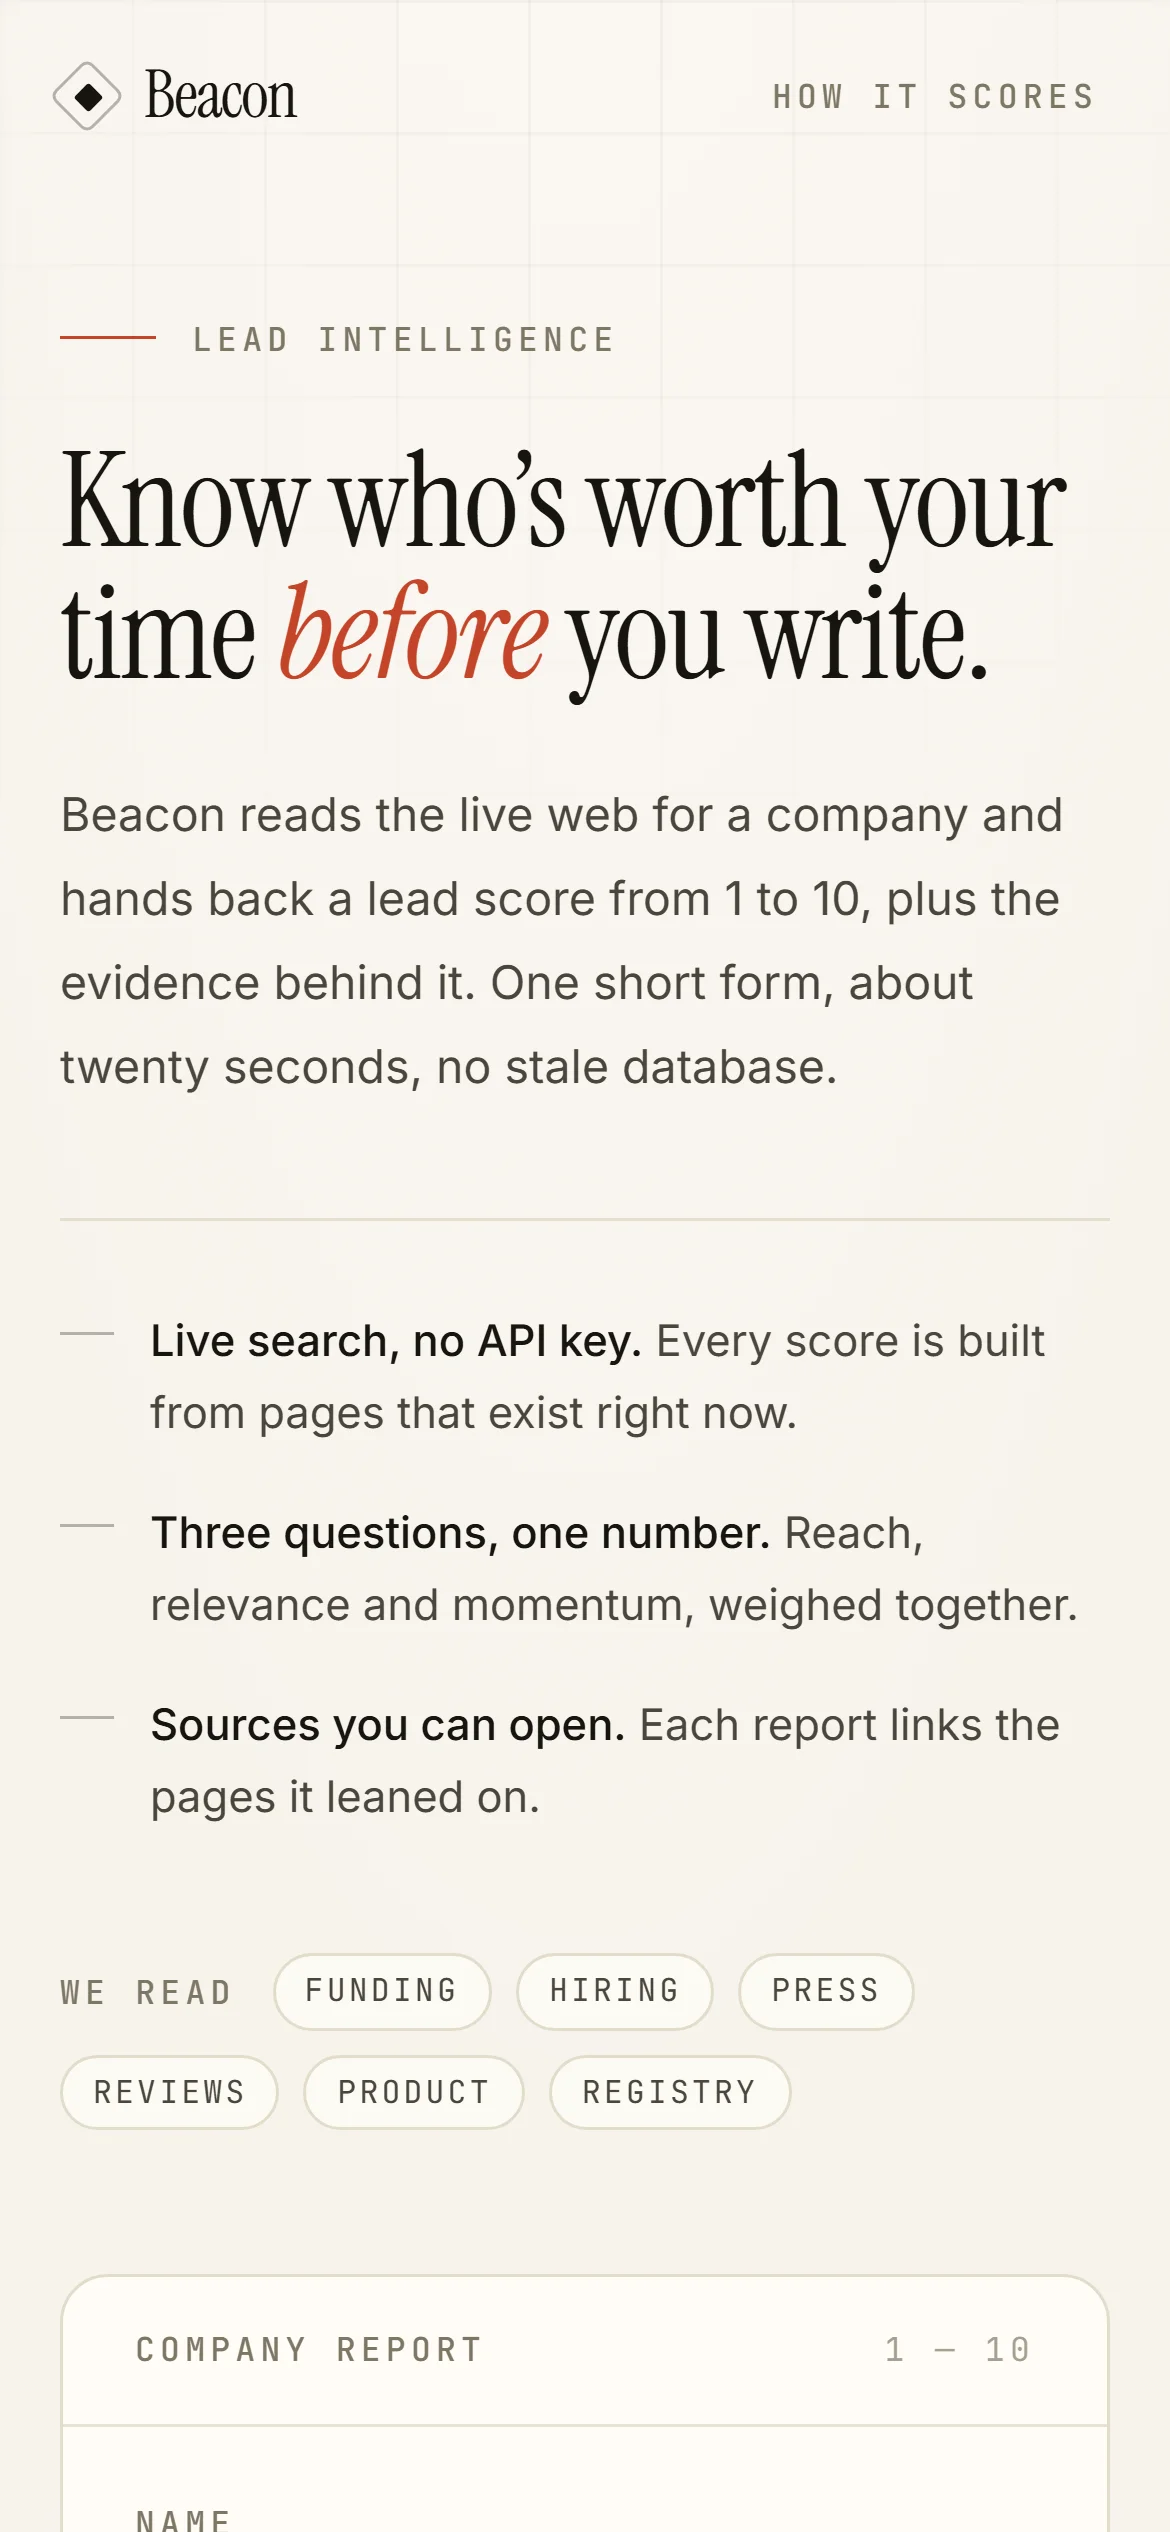 Beacon
HOW IT SCORES
LEAD INTELLIGENCE
Know who’s worth your
time before you write.
Beacon reads the live web for a company and
hands back a lead score from 1 to 10, plus the
evidence behind it. One short form, about
twenty seconds, no stale database.
Live search, no API key. Every score is built
from pages that exist right now.
Three questions, one number. Reach,
relevance and momentum, weighed together.
Sources you can open. Each report links the
pages it leaned on.
WE READ FUNDING HIRING PRESS
REVIEWS PRODUCT REGISTRY
COMPANY REPORT 1 — 10
NAME